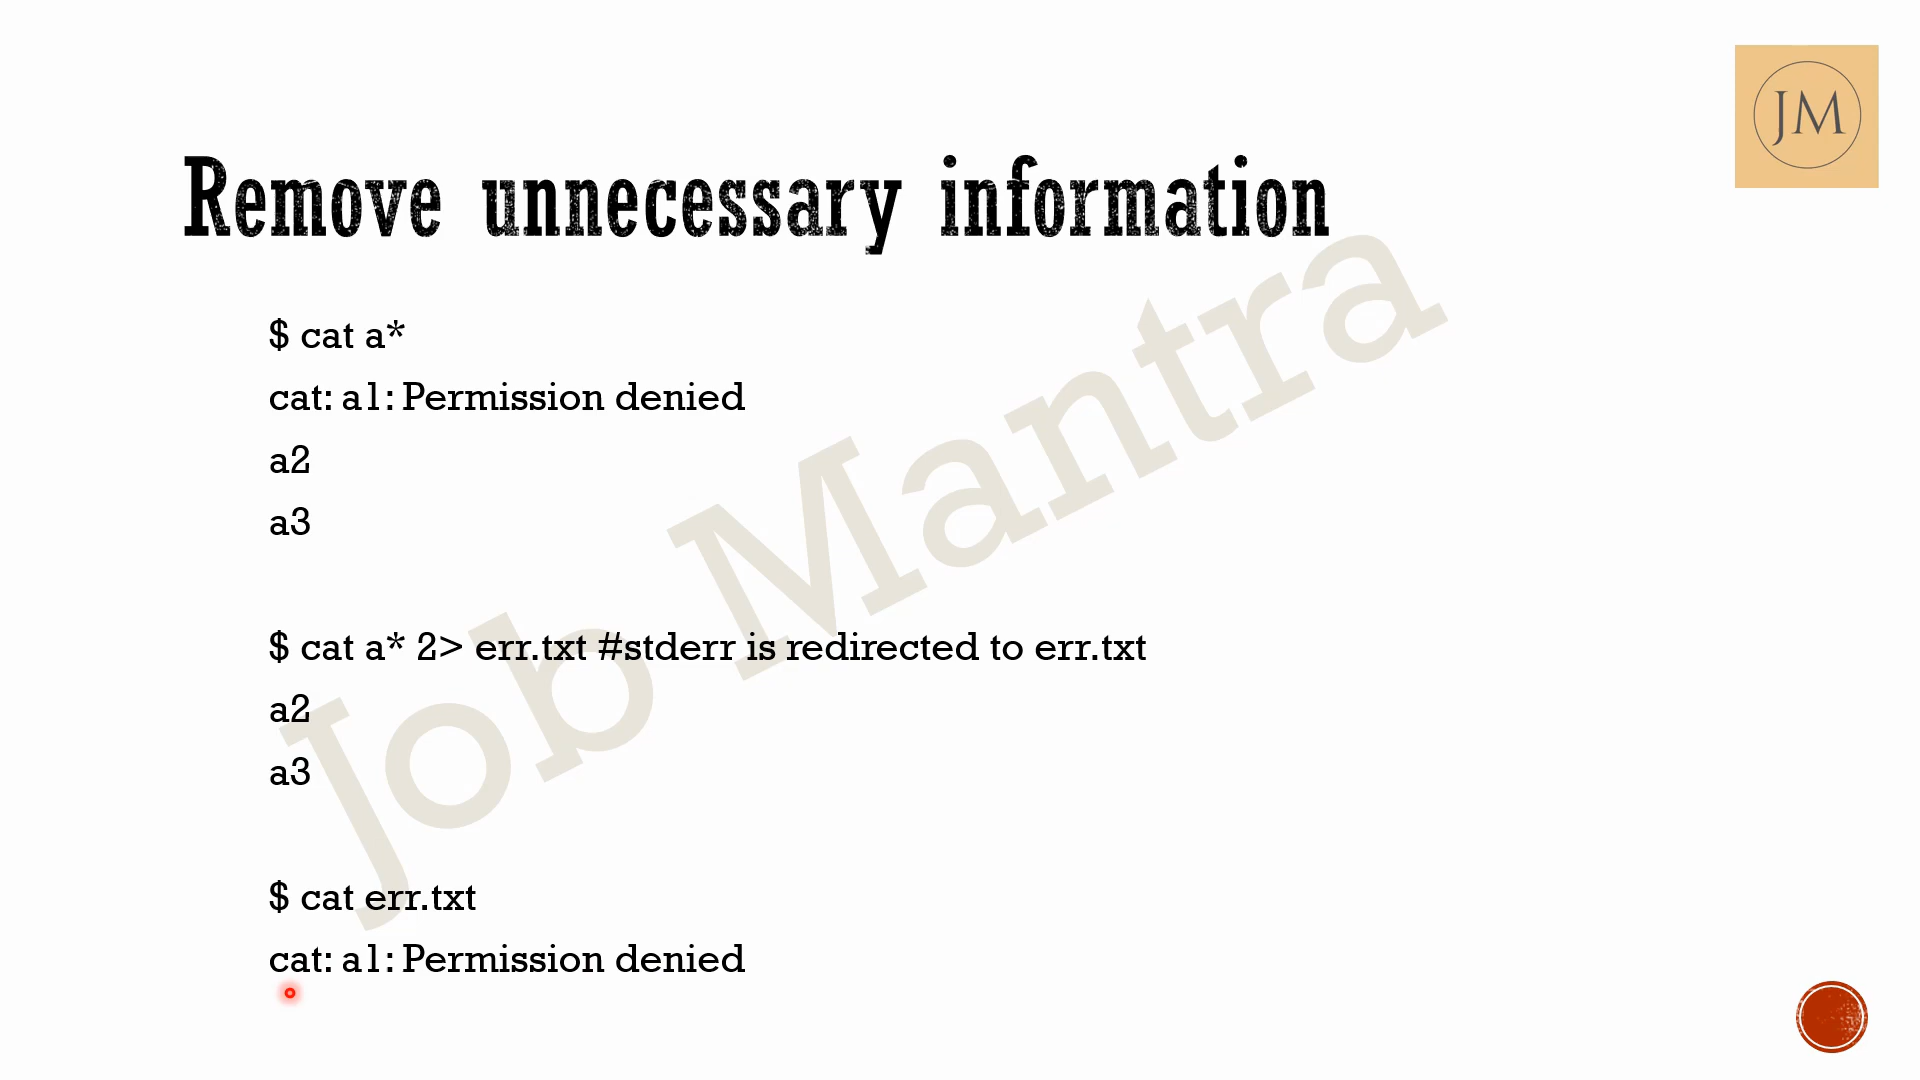 JM
Remove unnecessary information
$ cat a*
cat: a1: Permission denied
a2
a3
$ cat a* 2> err.txt #stderr is redirected to err.txt
a2
a3
$ cat err.txt
cat: a1: Permission denied
Job Mantra